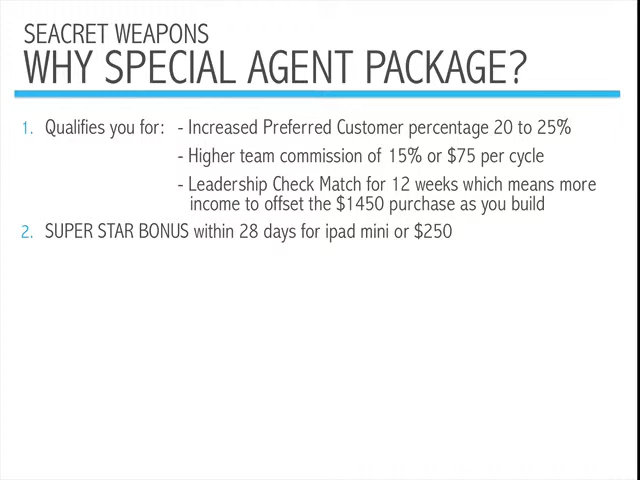 SEACRET WEAPONS
WHY SPECIAL AGENT PACKAGE?
1. Qualifies you for: - Increased Preferred Customer percentage 20 to 25%
- Higher team commission of 15% or $75 per cycle
- Leadership Check Match for 12 weeks which means more
income to offset the $1450 purchase as you build
2. SUPER STAR BONUS within 28 days for ipad mini or $250